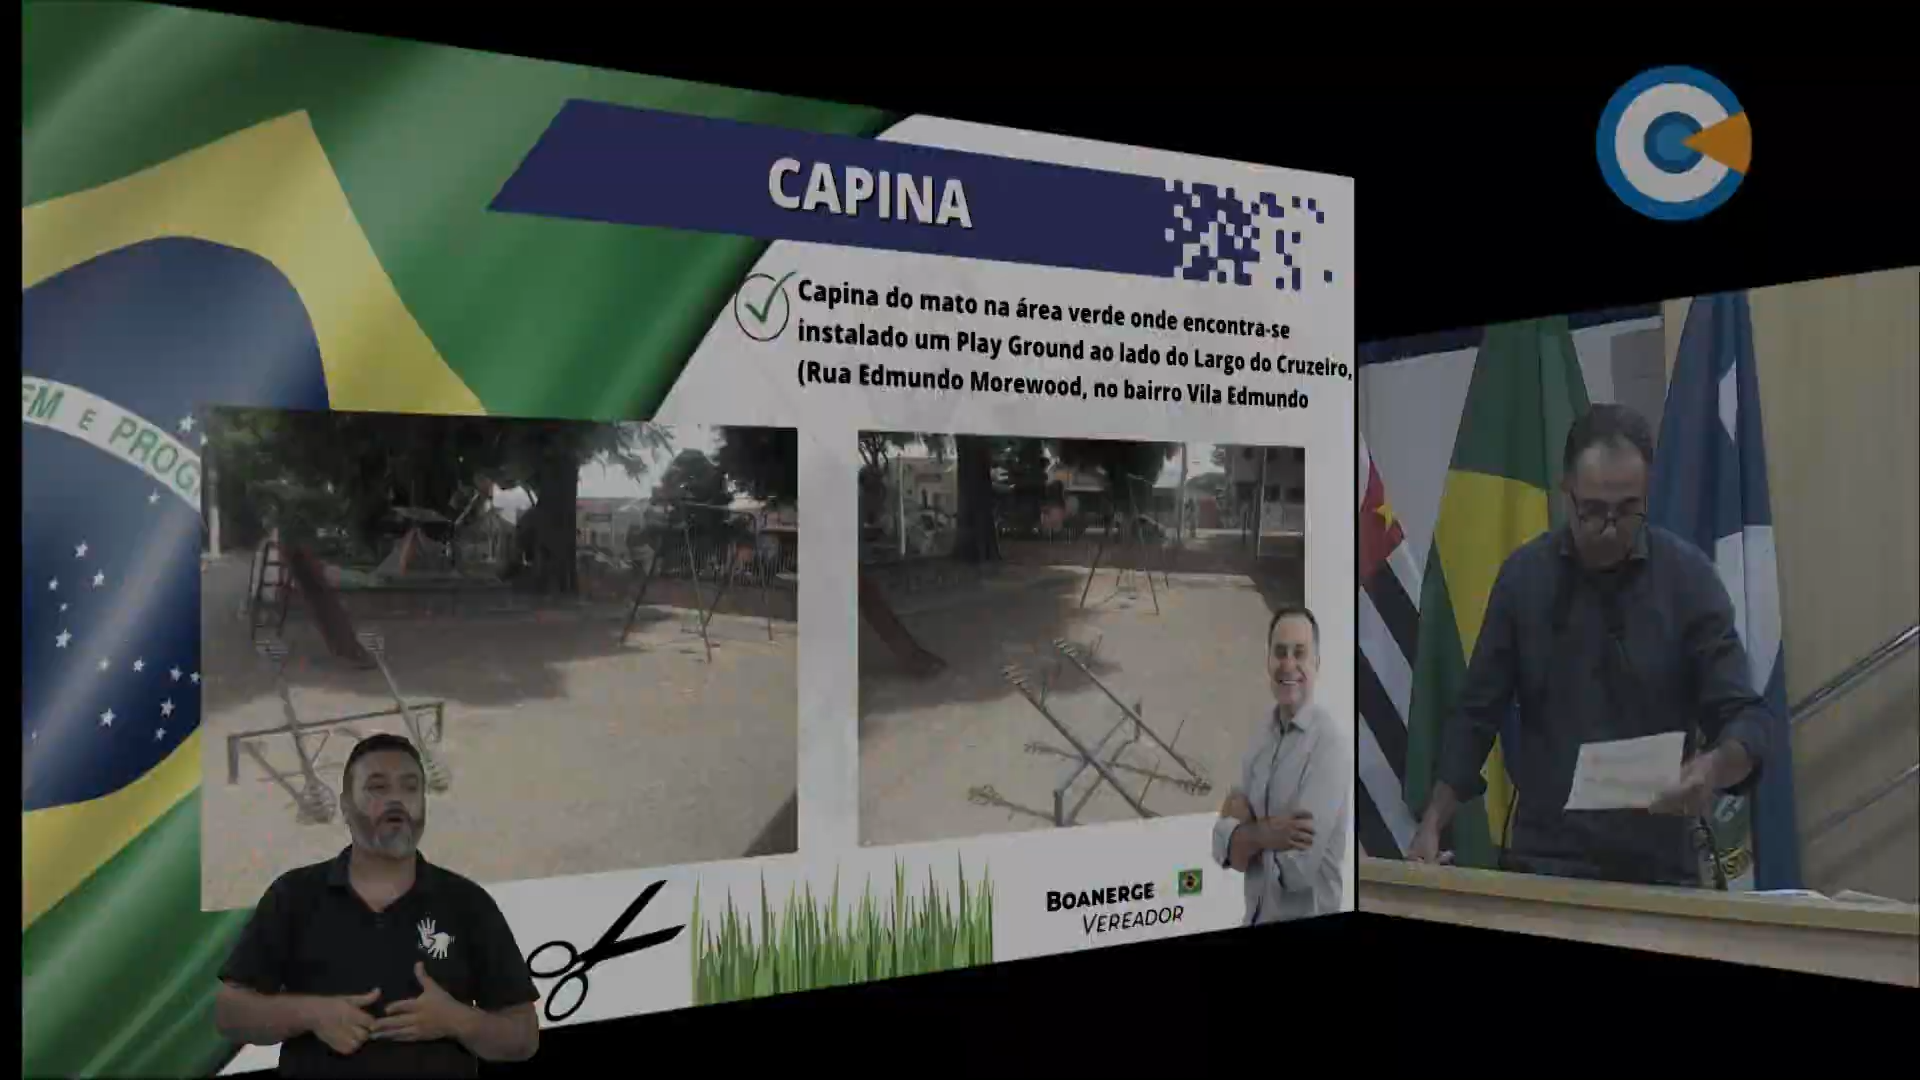 CAPINA
Capina do mato na área verde onde encontra-se
instalado um Play Ground ao lado do Largo do Cruzeiro,
(Rua Edmundo Morewood, no bairro Vila Edmundo
EM E PROG
BOANERGE
VEREADOR